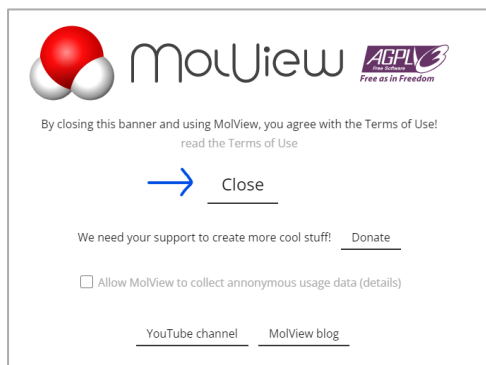 MolView
AGPLv3
Free Software
Free as in Freedom
By closing this banner and using MolView, you agree with the Terms of Use!
read the Terms of Use
Close
We need your support to create more cool stuff! Donate
Allow MolView to collect annonymous usage data (details)
YouTube channel MolView blog